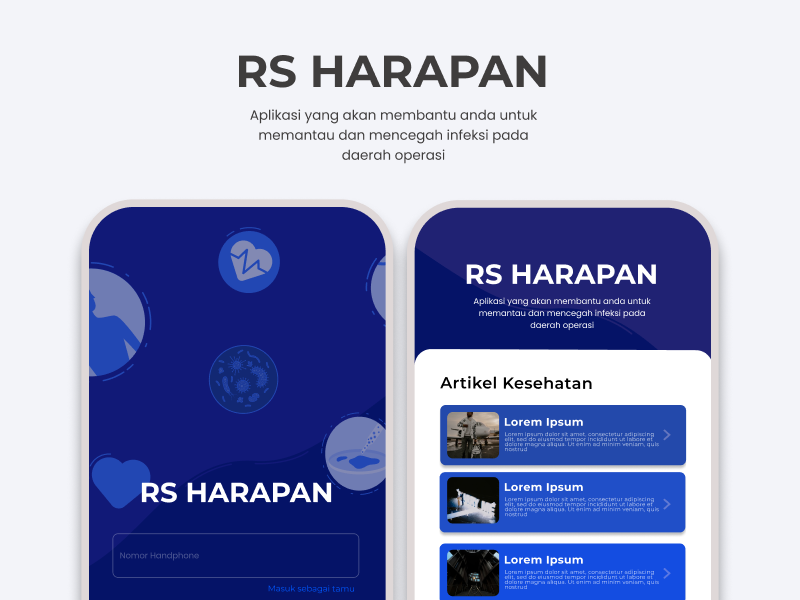 RS HARAPAN
Aplikasi yang akan membantu anda untuk
memantau dan mencegah infeksi pada
daerah operasi
RS HARAPAN
Nomor Handphone
Masuk sebagai tamu
RS HARAPAN
Aplikasi yang akan membantu anda untuk
memantau dan mencegah infeksi pada
daerah operasi
Artikel Kesehatan
Lorem Ipsum
Lorem ipsum dolor sit amet, consectetur adipiscing
elit, sed do eiusmod tempor incididunt ut labore et
dolore magna aliqua. Ut enim ad minim veniam, quis
nostrud
Lorem Ipsum
Lorem ipsum dolor sit amet, consectetur adipiscing
elit, sed do eiusmod tempor incididunt ut labore et
dolore magna aliqua. Ut enim ad minim veniam, quis
nostrud
Lorem Ipsum
Lorem ipsum dolor sit amet, consectetur adipiscing
elit, sed do eiusmod tempor incididunt ut labore et
dolore magna aliqua. Ut enim ad minim veniam, quis
nostrud